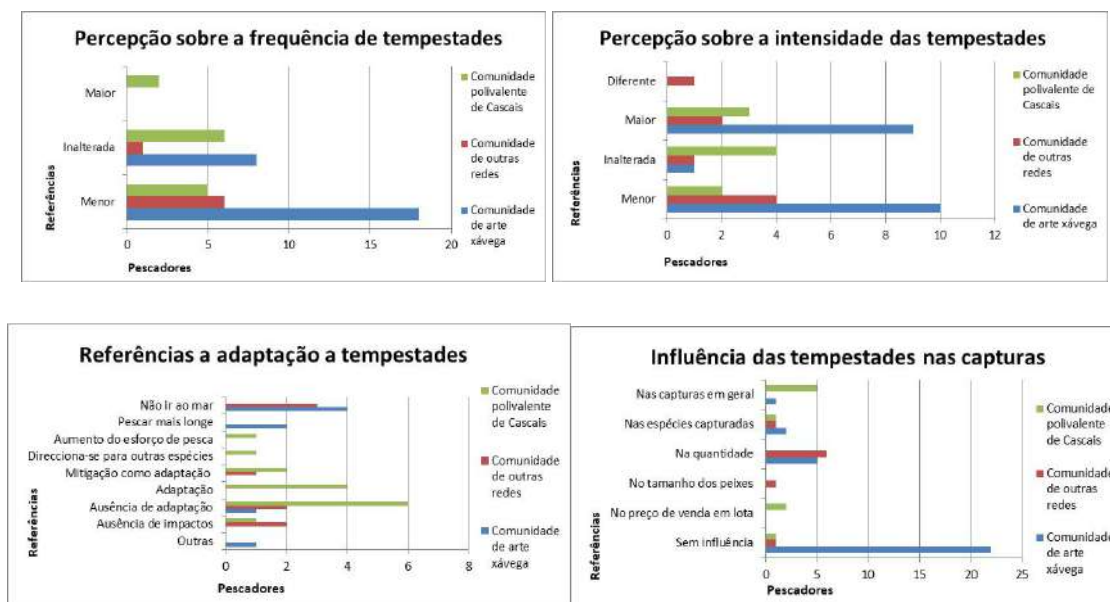 Percepção sobre a frequência de tempestades
Maior
Inalterada
Menor
Referências
0
5
10
15
20
Pescadores
Comunidade
polivalente
de Cascais
Comunidade
de outras
redes
Comunidade
de arte
xávega
Percepção sobre a intensidade das tempestades
Diferente
Maior
Inalterada
Menor
Referências
0
2
4
6
8
10
12
Pescadores
Comunidade
polivalente de
Cascais
Comunidade
de outras redes
Comunidade
de arte xávega
Referências a adaptação a tempestades
Não ir ao mar
Pescar mais longe
Aumento do esforço de pesca
Direcciona-se para outras espécies
Mitigação como adaptação
Adaptação
Ausência de adaptação
Ausência de impactos
Outras
Referências
0
2
4
6
8
Pescadores
Comunidade
polivalente
de Cascais
Comunidade
de outras
redes
Comunidade
de arte
xávega
Influência das tempestades nas capturas
Nas capturas em geral
Nas espécies capturadas
Na quantidade
No tamanho dos peixes
No preço de venda em lota
Sem influência
Referências
0
5
10
15
20
25
Pescadores
Comunidade
polivalente
de Cascais
Comunidade
de outras
redes
Comunidade
de arte
xávega